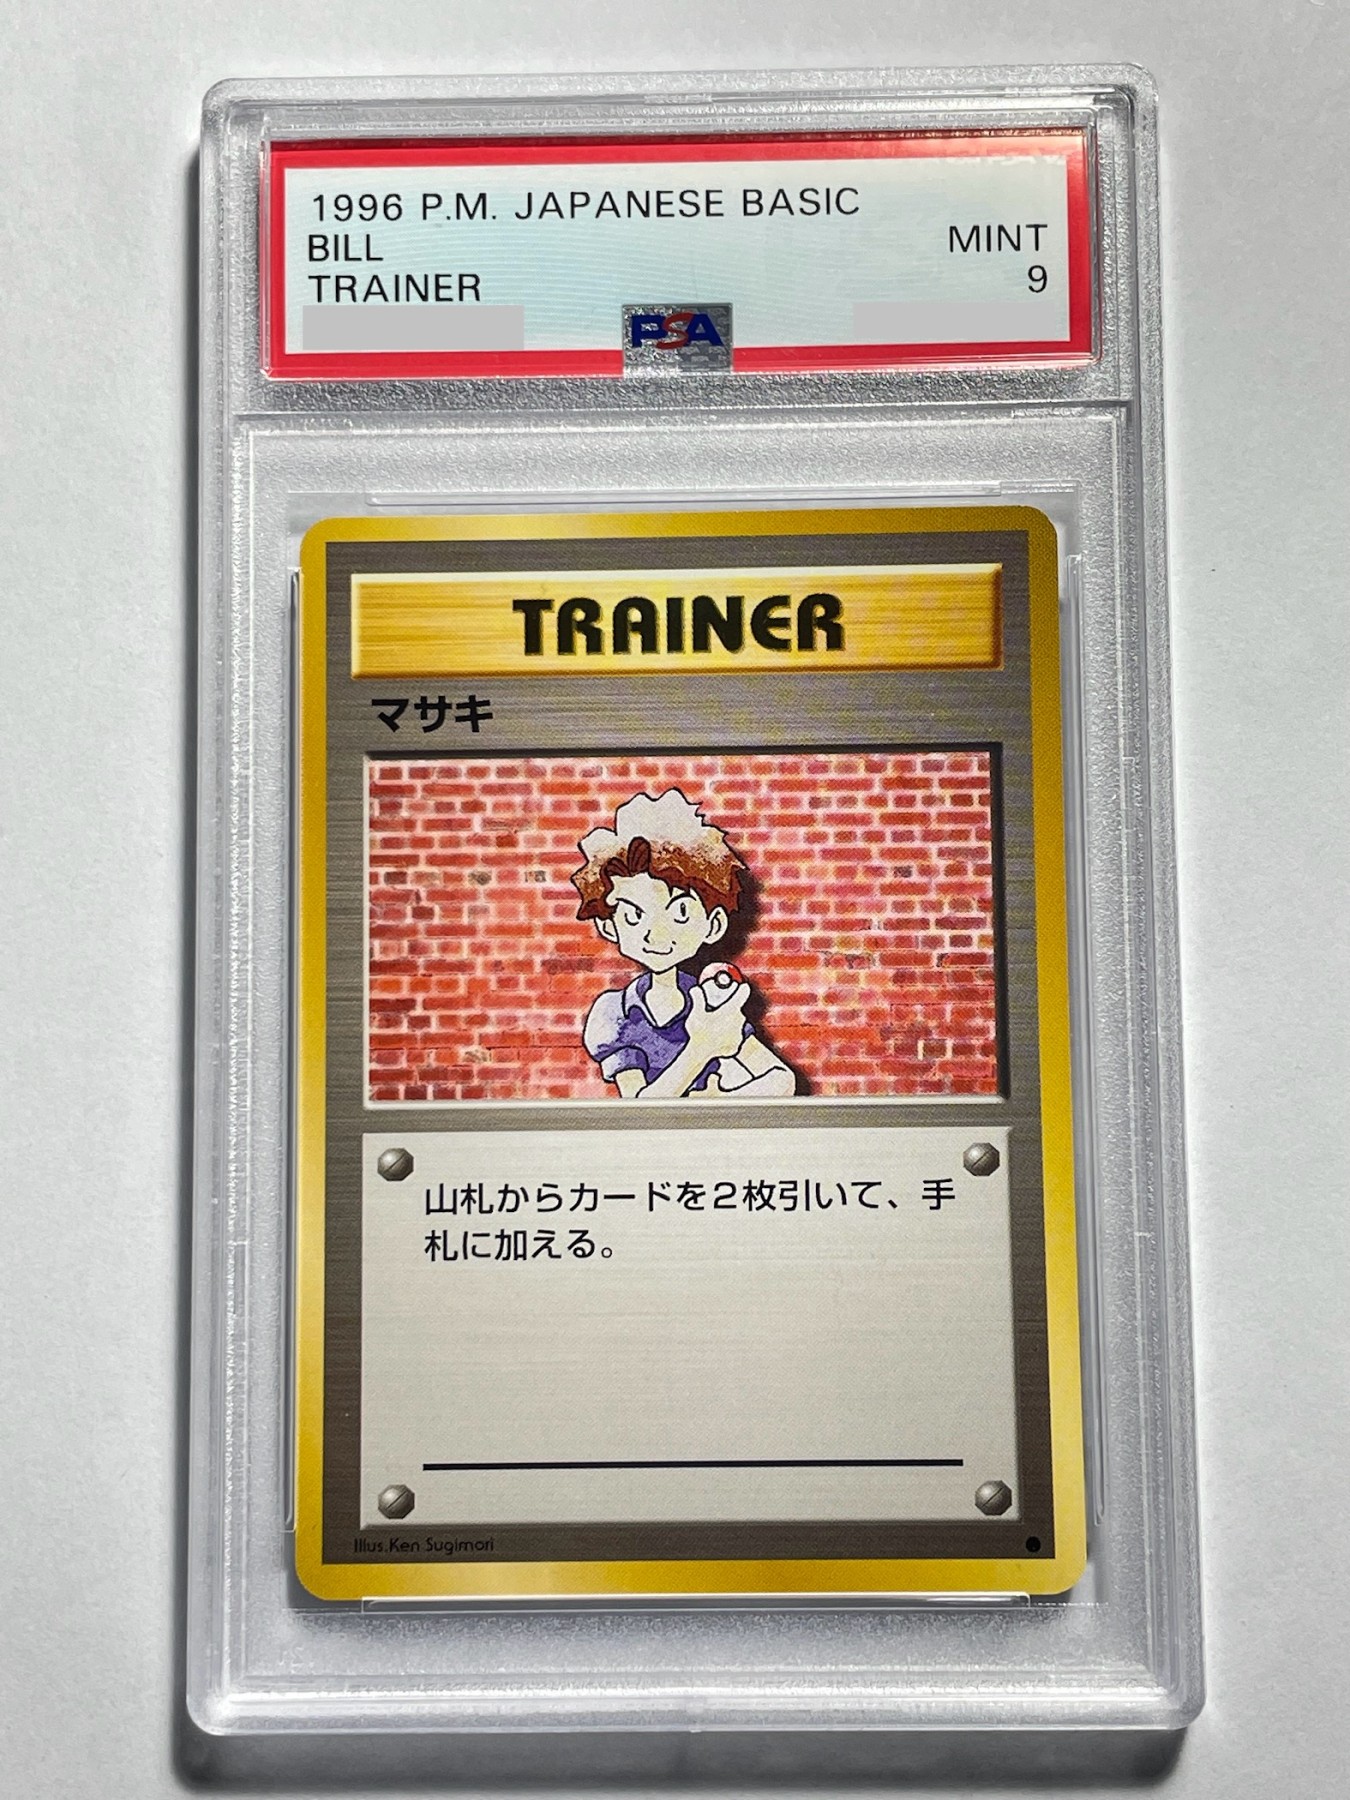 1996 P.M. JAPANESE BASIC
BILL
MINT
TRAINER
9
PSA
TRAINER
マサキ
山札からカードを2枚引いて、手
札に加える。
Illus.Ken Sugimori